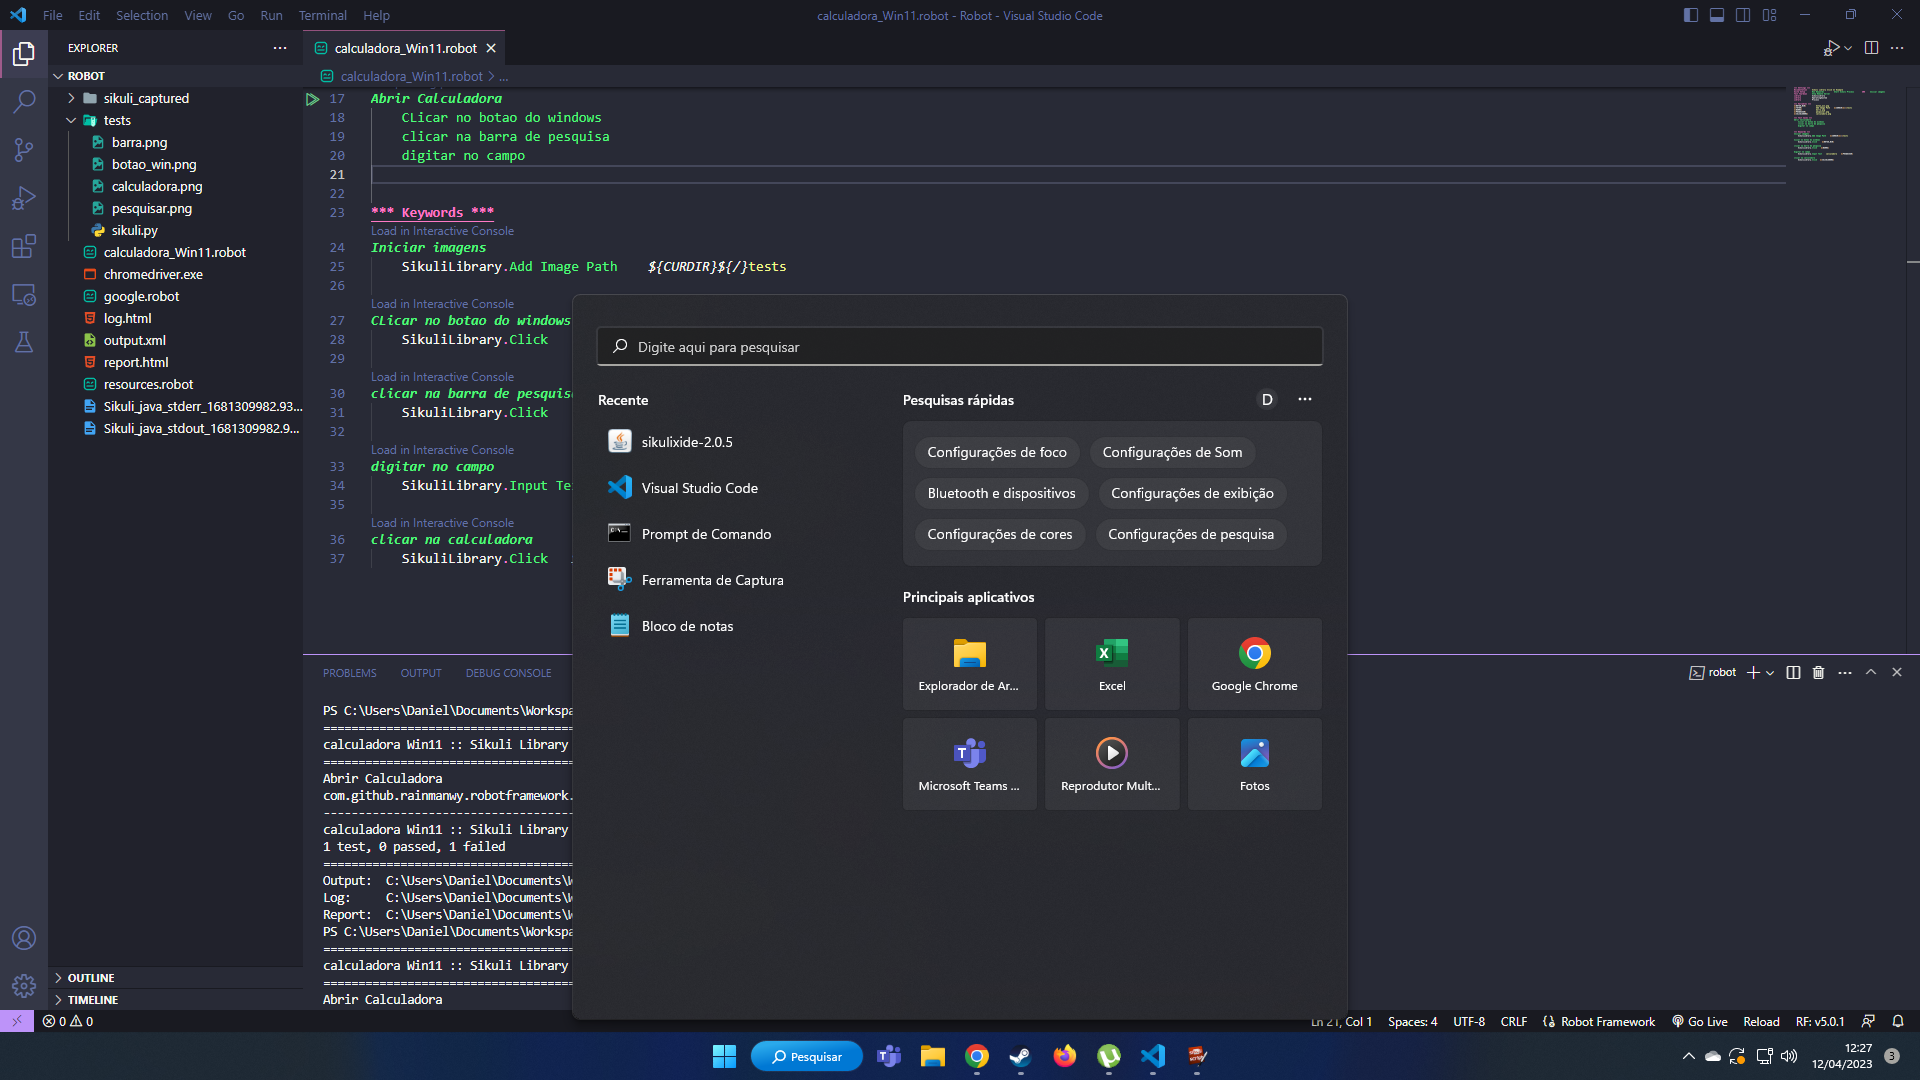 File Edit Selection View Go Run Terminal Help
calculadora_Win11.robot - Robot - Visual Studio Code
EXPLORER
calculadora_Win11.robot
ROBOT
calculadora_Win11.robot > ...
sikuli_captured
tests
barra.png
botao_win.png
calculadora.png
pesquisar.png
sikuli.py
calculadora_Win11.robot
chromedriver.exe
google.robot
log.html
output.xml
report.html
resources.robot
Sikuli_java_stderr_1681309982.93...
Sikuli_java_stdout_1681309982.9...
OUTLINE
TIMELINE
17 Abrir Calculadora
18 CLicar no botao do windows
19 clicar na barra de pesquisa
20 digitar no campo
21
22
23 *** Keywords ***
Load in Interactive Console
24 Iniciar imagens
25 SikuliLibrary.Add Image Path ${CURDIR}${/}tests
26
Load in Interactive Console
27 CLicar no botao do windows
28 SikuliLibrary.Click
29
Load in Interactive Console
30 clicar na barra de pesquis
31 SikuliLibrary.Click
32
Load in Interactive Console
33 digitar no campo
34 SikuliLibrary.Input Te
35
Load in Interactive Console
36 clicar na calculadora
37 SikuliLibrary.Click
Digite aqui para pesquisar
Recente
sikulixide-2.0.5
Visual Studio Code
Prompt de Comando
Ferramenta de Captura
Bloco de notas
Pesquisas rápidas
D
Configurações de foco
Configurações de Som
Bluetooth e dispositivos
Configurações de exibição
Configurações de cores
Configurações de pesquisa
Principais aplicativos
Explorador de Ar...
Excel
Google Chrome
Microsoft Teams ...
Reprodutor Mult...
Fotos
PROBLEMS OUTPUT DEBUG CONSOLE
robot
PS C:\Users\Daniel\Documents\Workspa
=====================================
calculadora Win11 :: Sikuli Library
=====================================
Abrir Calculadora
com.github.rainmanwy.robotframework.
-------------------------------------
calculadora Win11 :: Sikuli Library
1 test, 0 passed, 1 failed
=====================================
Output: C:\Users\Daniel\Documents\W
Log: C:\Users\Daniel\Documents\W
Report: C:\Users\Daniel\Documents\W
PS C:\Users\Daniel\Documents\Workspa
=====================================
calculadora Win11 :: Sikuli Library
=====================================
Abrir Calculadora
0 0
Ln 21, Col 1 Spaces: 4 UTF-8 CRLF Robot Framework Go Live Reload RF: v5.0.1
Pesquisar
12:27
12/04/2023
3